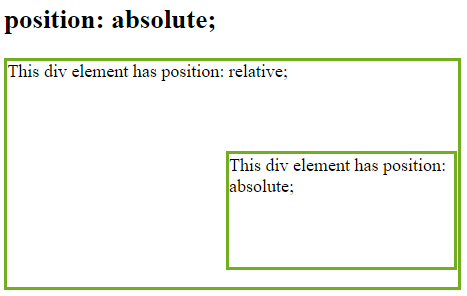 position: absolute;
This div element has position: relative;
This div element has position:
absolute;